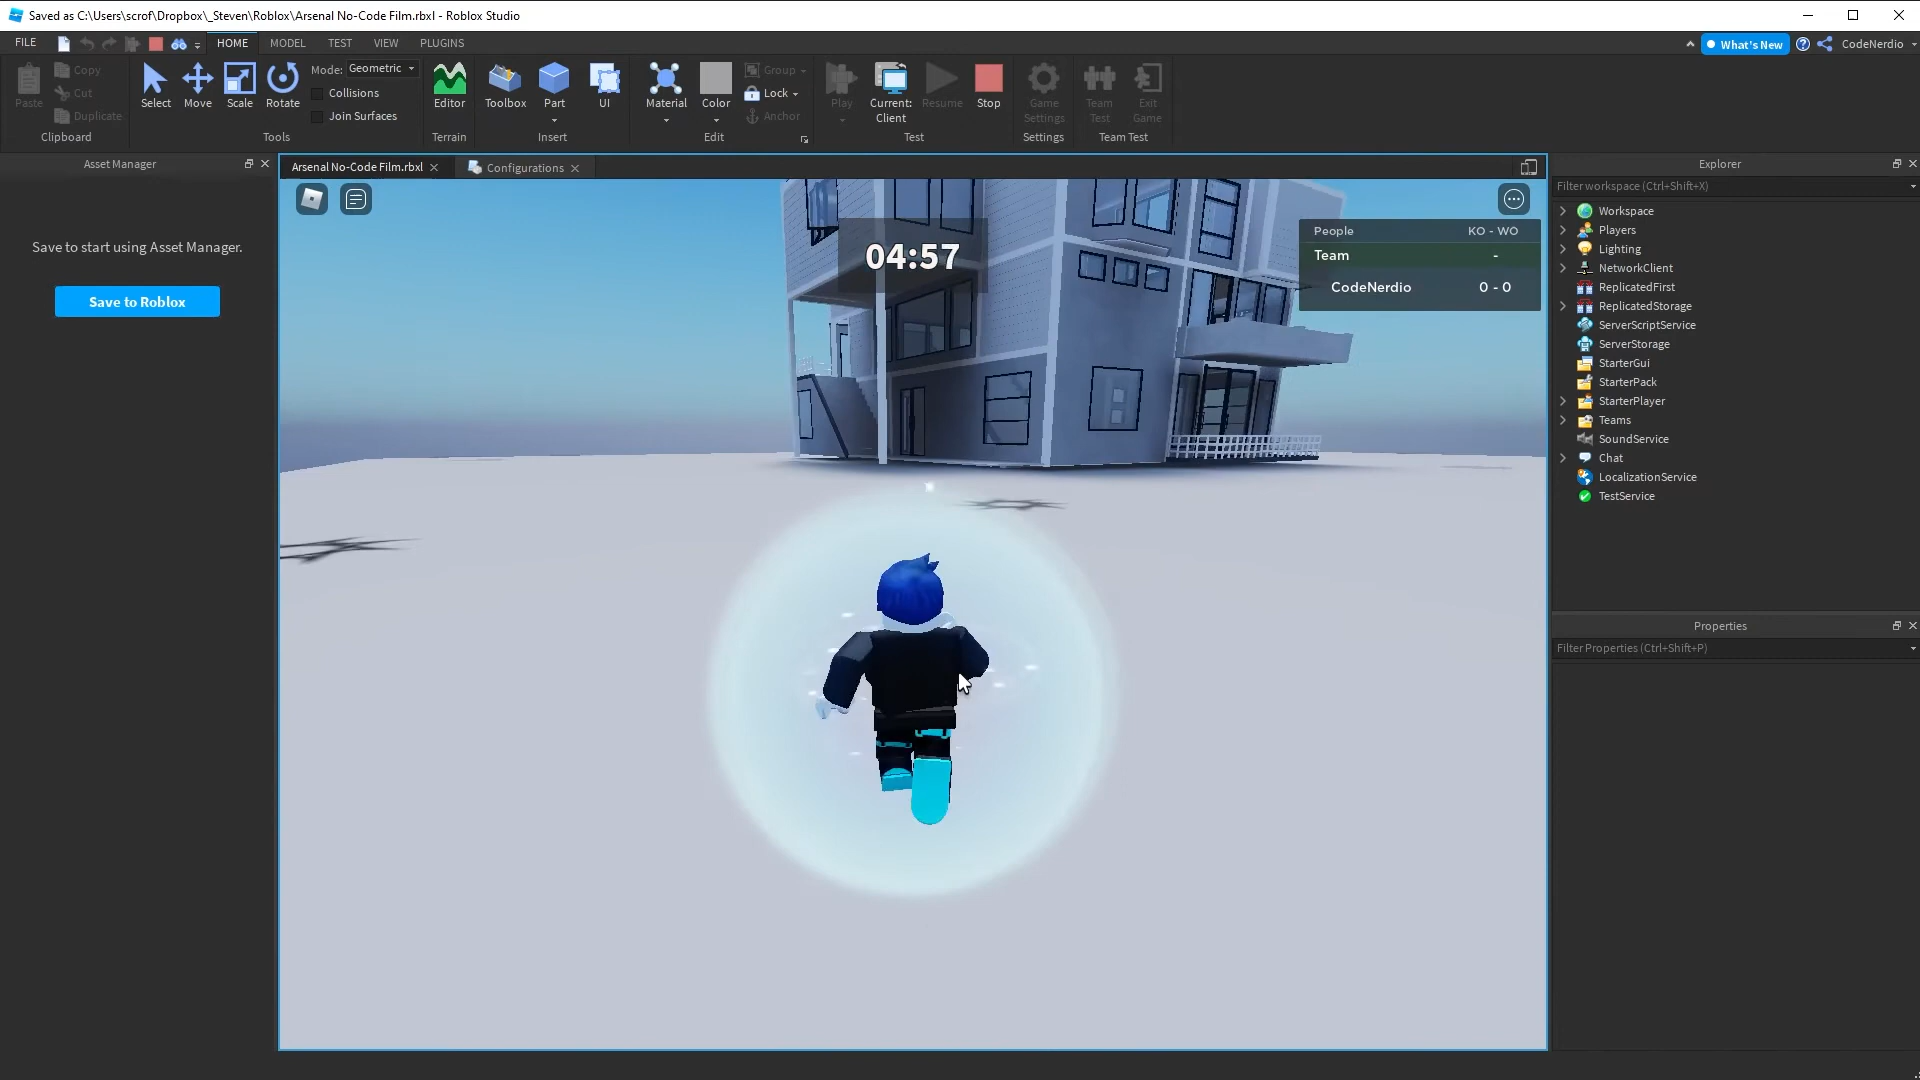 Saved as C:\Users\scrof\Dropbox\_Steven\Roblox\Arsenal No-Code Film.rbxl - Roblox Studio
FILE HOME MODEL TEST VIEW PLUGINS What's New CodeNerdio
Paste Copy Cut Duplicate
Select Move Scale Rotate
Mode: Geometric
Collisions
Join Surfaces
Editor
Toolbox Part UI
Material Color
Group
Lock
Anchor
Play Current: Client Resume Stop
Game Settings
Team Test
Exit Game
Clipboard Tools Terrain Insert Edit Test Settings Team Test
Asset Manager
Save to start using Asset Manager.
Save to Roblox
Arsenal No-Code Film.rbxl Configurations
04:57
People KO - WO
Team -
CodeNerdio 0 - 0
Explorer
Filter workspace (Ctrl+Shift+X)
Workspace
Players
Lighting
NetworkClient
ReplicatedFirst
ReplicatedStorage
ServerScriptService
ServerStorage
StarterGui
StarterPack
StarterPlayer
Teams
SoundService
Chat
LocalizationService
TestService
Properties
Filter Properties (Ctrl+Shift+P)